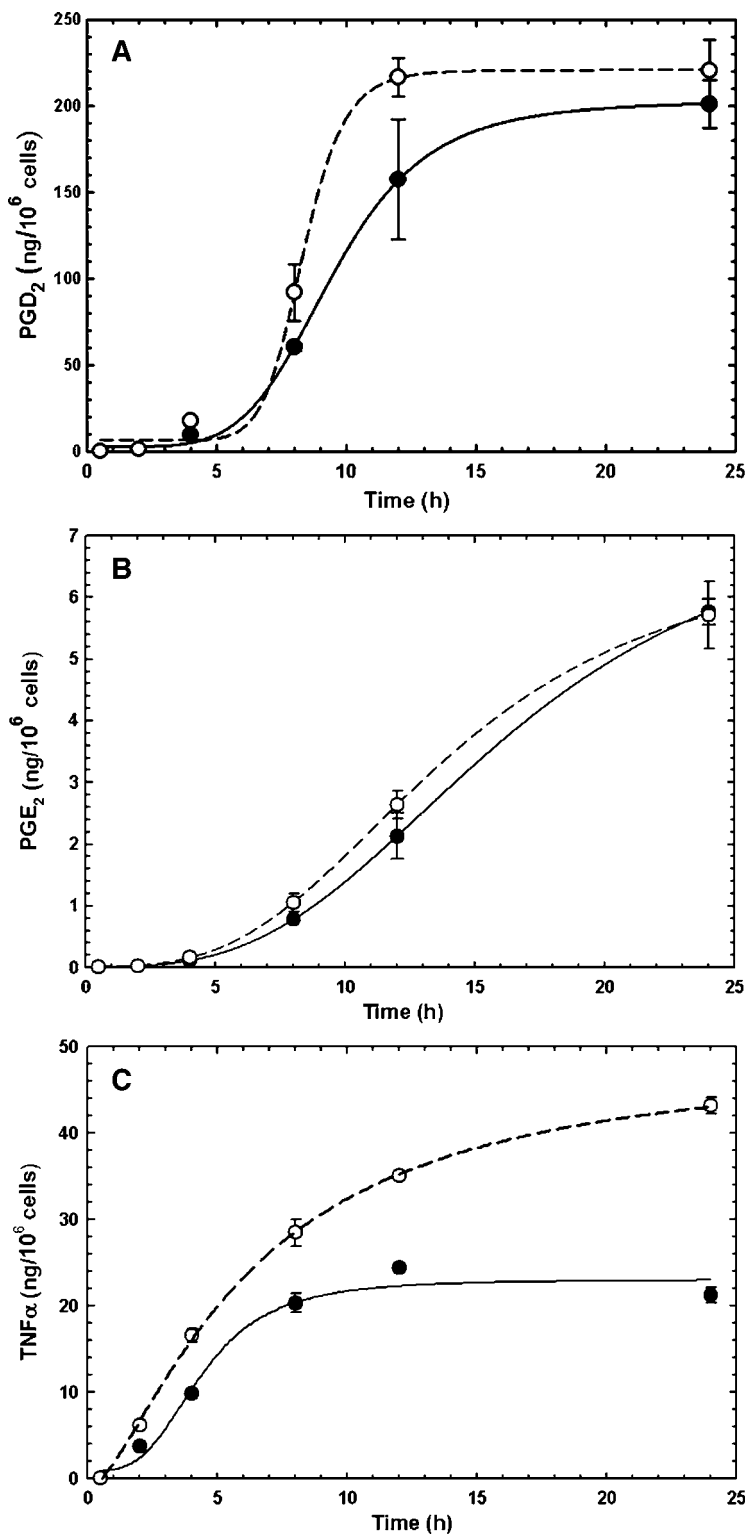 A
250
200
150
100
50
0
PGD2 (ng/10^6 cells)
0 5 10 15 20 25
Time (h)
B
7
6
5
4
3
2
1
0
PGE2 (ng/10^6 cells)
0 5 10 15 20 25
Time (h)
C
50
40
30
20
10
0
TNFα (ng/10^6 cells)
0 5 10 15 20 25
Time (h)